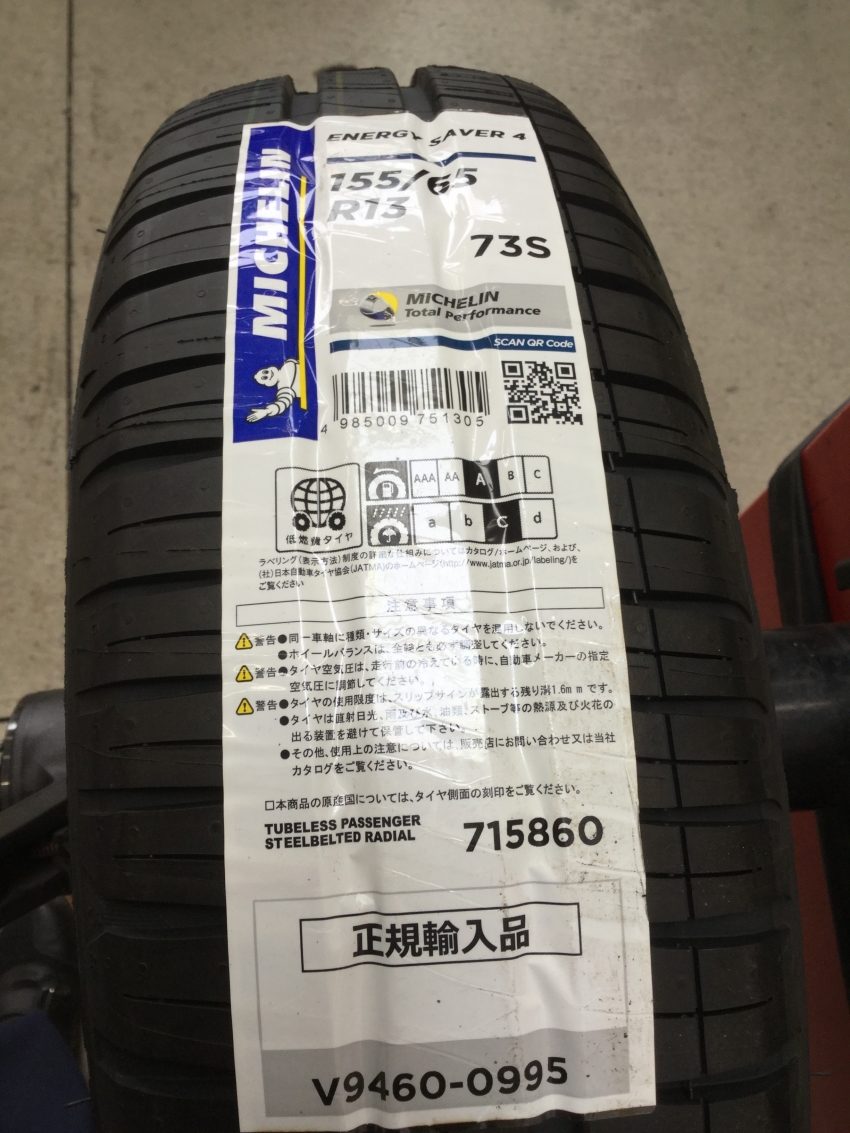 MICHELIN
ENERGY SAVER 4
155/65
R13
73S
MICHELIN
Total Performance
SCAN QR Code
4 985009 751305
低燃費タイヤ
AAA AA A B C
a b c d
ラベリング(表示方法)制度の詳細な仕組みについてはカタログ/ホームページ、および、
(社)日本自動車タイヤ協会(JATMA)のホームページ(http://www.jatma.or.jp/labeling/)を
ご覧ください
注意事項
警告●同一車軸に種類・サイズの異なるタイヤを混用しないでください。
●ホイールバランスは、全線とも必ず調整してください。
警告●タイヤ空気圧は、走行前の冷えている時に、自動車メーカーの指定
空気圧に調節してください。
警告●タイヤの使用限度は、スリップサインが露出する残り溝1.6mmです。
●タイヤは直射日光、雨及び水、油類、ストーブ等の熱源及び火花の
出る装置を避けて保管して下さい。
●その他、使用上の注意については、販売店にお問い合わせ又は当社
カタログをご覧ください。
□本商品の原産国については、タイヤ側面の刻印をご覧ください。
TUBELESS PASSENGER
STEELBELTED RADIAL
715860
正規輸入品
V9460-0995